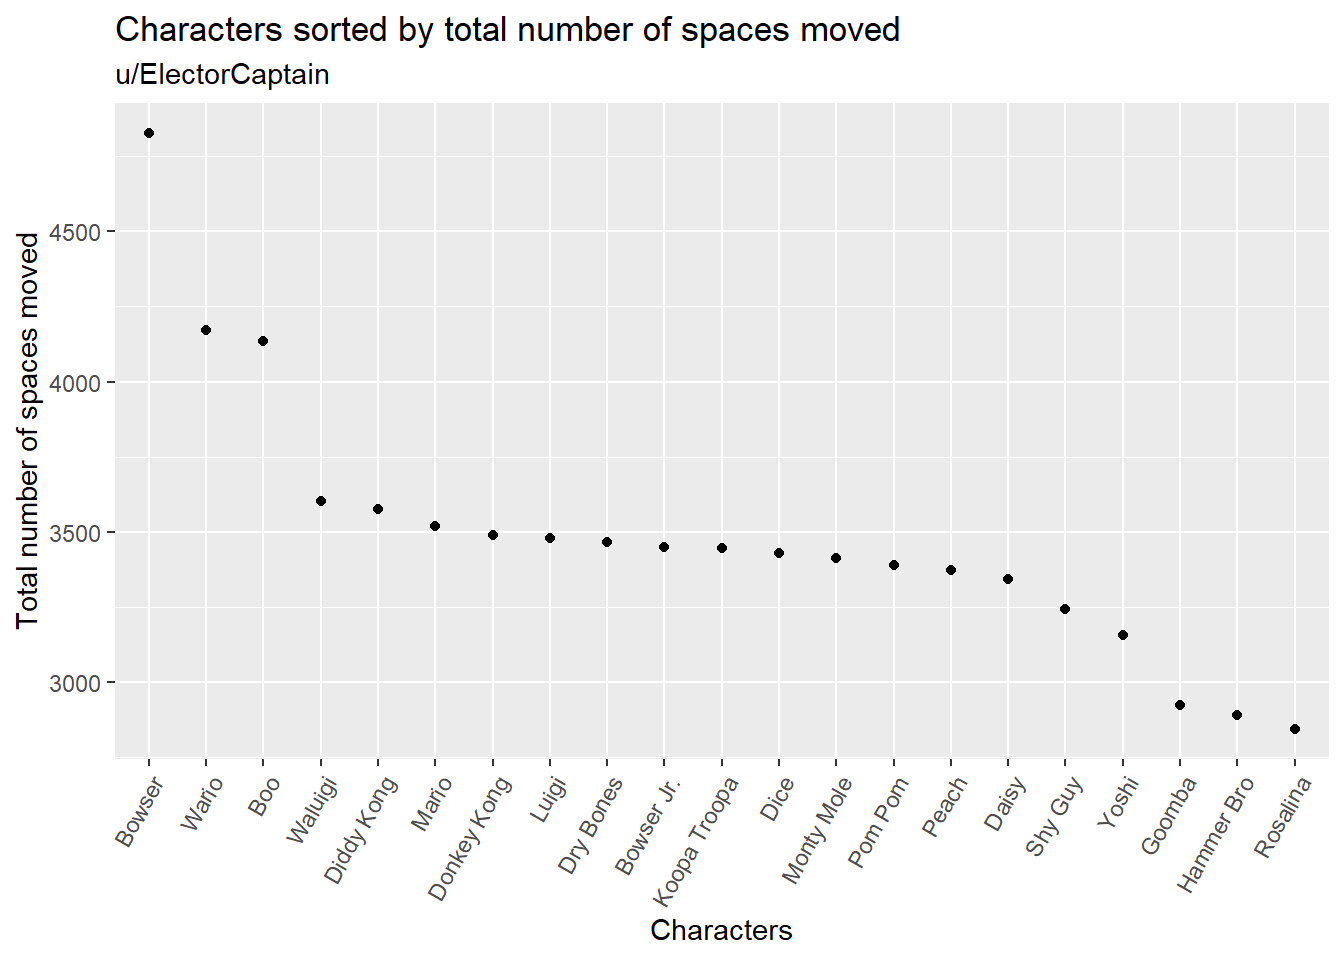 Characters sorted by total number of spaces moved
u/ElectorCaptain
Total number of spaces moved
4500
4000
3500
3000
Bowser
Wario
Boo
Waluigi
Diddy Kong
Mario
Donkey Kong
Luigi
Dry Bones
Bowser Jr.
Koopa Troopa
Dice
Monty Mole
Pom Pom
Peach
Daisy
Shy Guy
Yoshi
Goomba
Hammer Bro
Rosalina
Characters